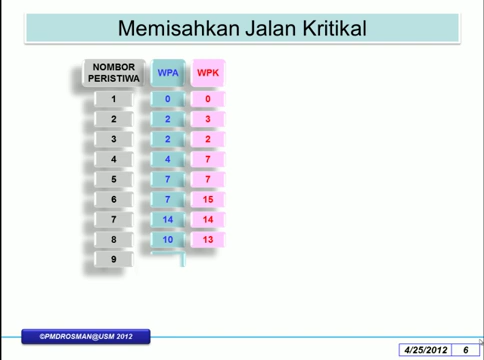 Memisahkan Jalan Kritikal
NOMBOR PERISTIWA WPA WPK
1 0 0
2 2 3
3 2 2
4 4 7
5 7 7
6 7 15
7 14 14
8 10 13
9
©PMDROSMAN@USM 2012
4/25/2012 6